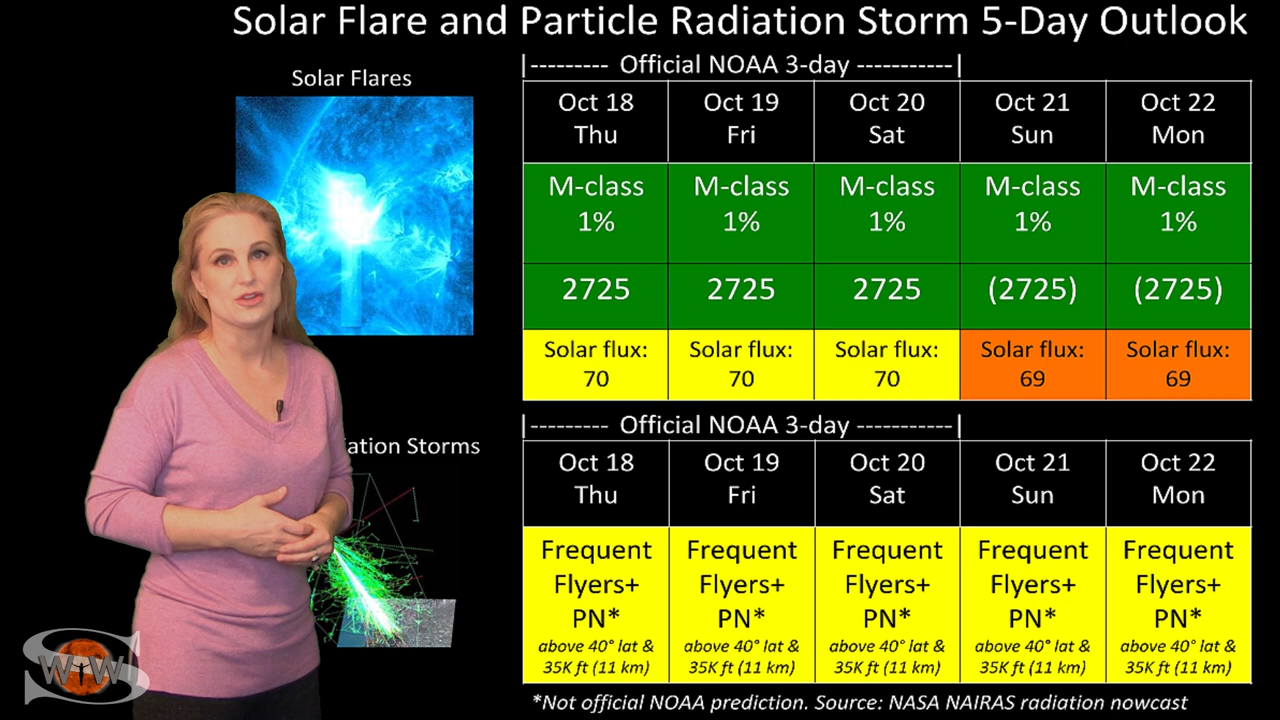 Solar Flare and Particle Radiation Storm 5-Day Outlook
Solar Flares
|--------- Official NOAA 3-day -----------|
Oct 18 Oct 19 Oct 20 Oct 21 Oct 22
Thu Fri Sat Sun Mon
M-class M-class M-class M-class M-class
1% 1% 1% 1% 1%
2725 2725 2725 (2725) (2725)
Solar flux: Solar flux: Solar flux: Solar flux: Solar flux:
70 70 70 69 69
iation Storms
|--------- Official NOAA 3-day -----------|
Oct 18 Oct 19 Oct 20 Oct 21 Oct 22
Thu Fri Sat Sun Mon
Frequent Frequent Frequent Frequent Frequent
Flyers+ Flyers+ Flyers+ Flyers+ Flyers+
PN* PN* PN* PN* PN*
above 40° lat & above 40° lat & above 40° lat & above 40° lat & above 40° lat &
35K ft (11 km) 35K ft (11 km) 35K ft (11 km) 35K ft (11 km) 35K ft (11 km)
*Not official NOAA prediction. Source: NASA NAIRAS radiation nowcast